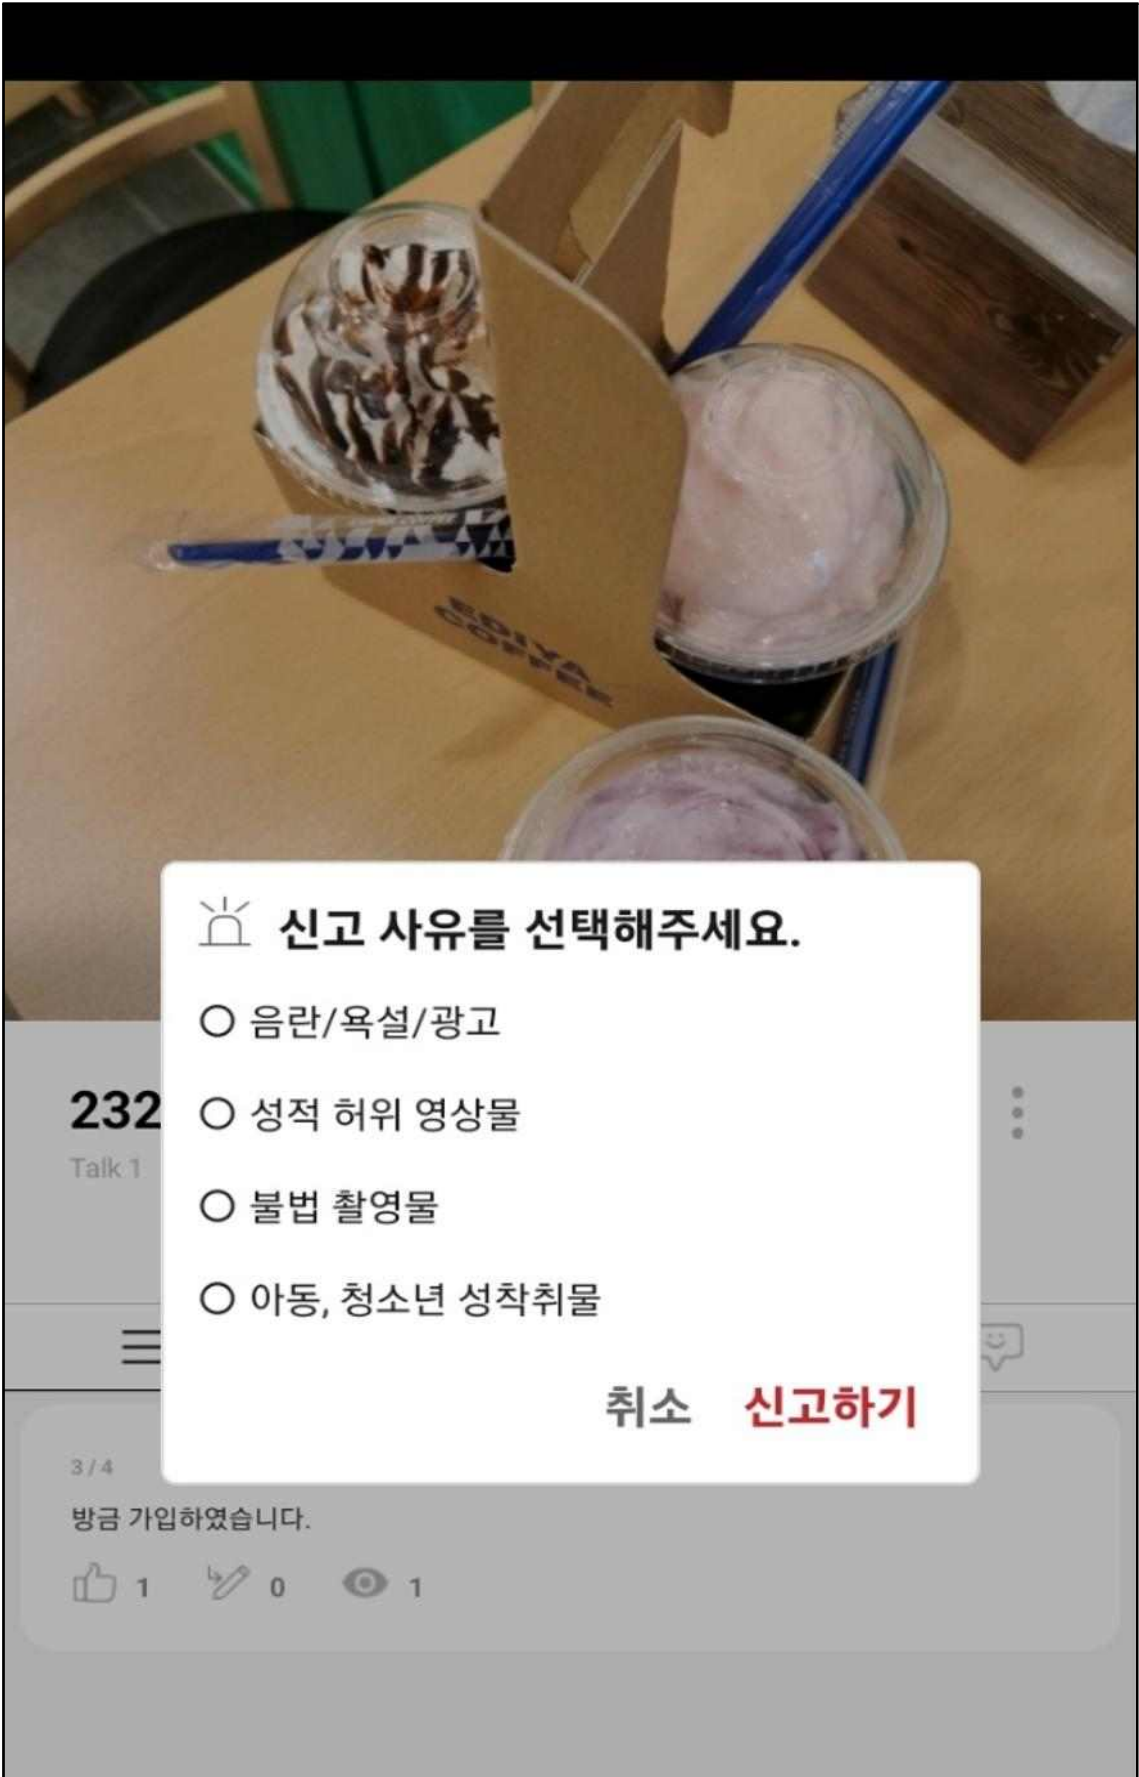 EDIYA
COFFEE
신고 사유를 선택해주세요.
음란/욕설/광고
232
성적 허위 영상물
Talk 1
불법 촬영물
아동, 청소년 성착취물
취소 신고하기
3 / 4
방금 가입하였습니다.
1 0 1